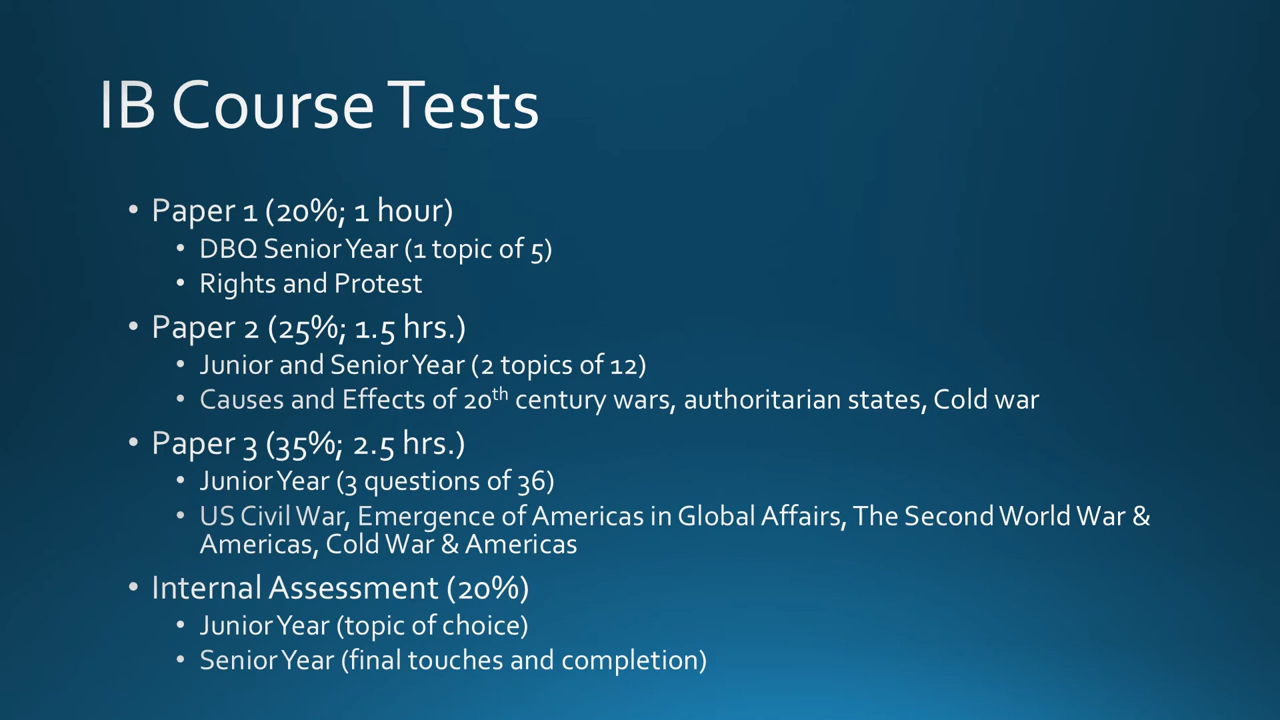 IB Course Tests
• Paper 1 (20%; 1 hour)
• DBQ Senior Year (1 topic of 5)
• Rights and Protest
• Paper 2 (25%; 1.5 hrs.)
• Junior and Senior Year (2 topics of 12)
• Causes and Effects of 20th century wars, authoritarian states, Cold war
• Paper 3 (35%; 2.5 hrs.)
• Junior Year (3 questions of 36)
• US Civil War, Emergence of Americas in Global Affairs, The Second World War &
Americas, Cold War & Americas
• Internal Assessment (20%)
• Junior Year (topic of choice)
• Senior Year (final touches and completion)